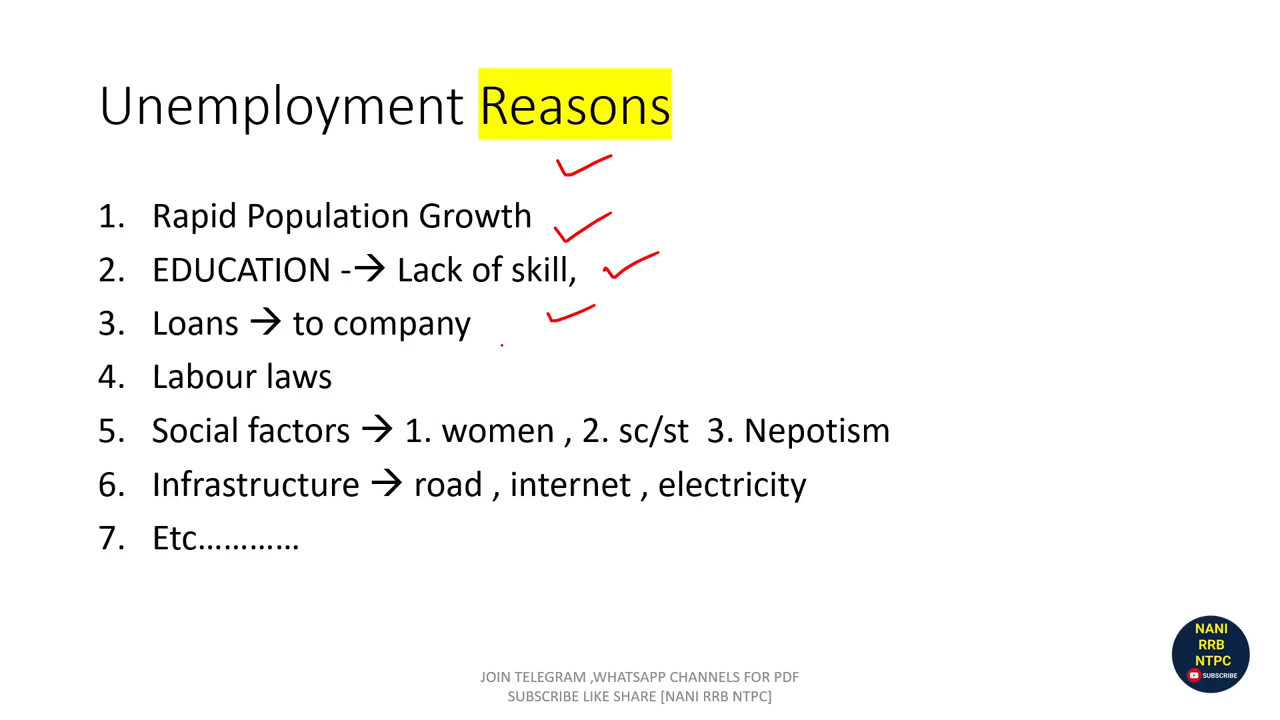 Unemployment Reasons
1. Rapid Population Growth
2. EDUCATION -→ Lack of skill,
3. Loans → to company
4. Labour laws
5. Social factors → 1. women , 2. sc/st 3. Nepotism
6. Infrastructure → road , internet , electricity
7. Etc…………
NANI
RRB
NTPC
SUBSCRIBE
JOIN TELEGRAM ,WHATSAPP CHANNELS FOR PDF
SUBSCRIBE LIKE SHARE [NANI RRB NTPC]